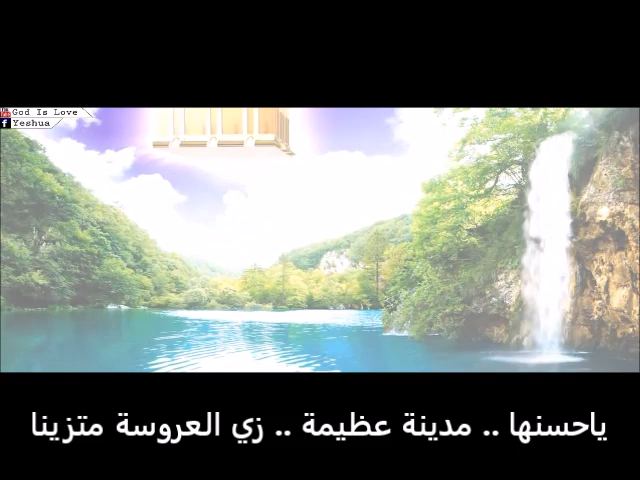 God Is Love
Yeshua
ياحسنها .. مدينة عظيمة .. زي العروسة متزينا